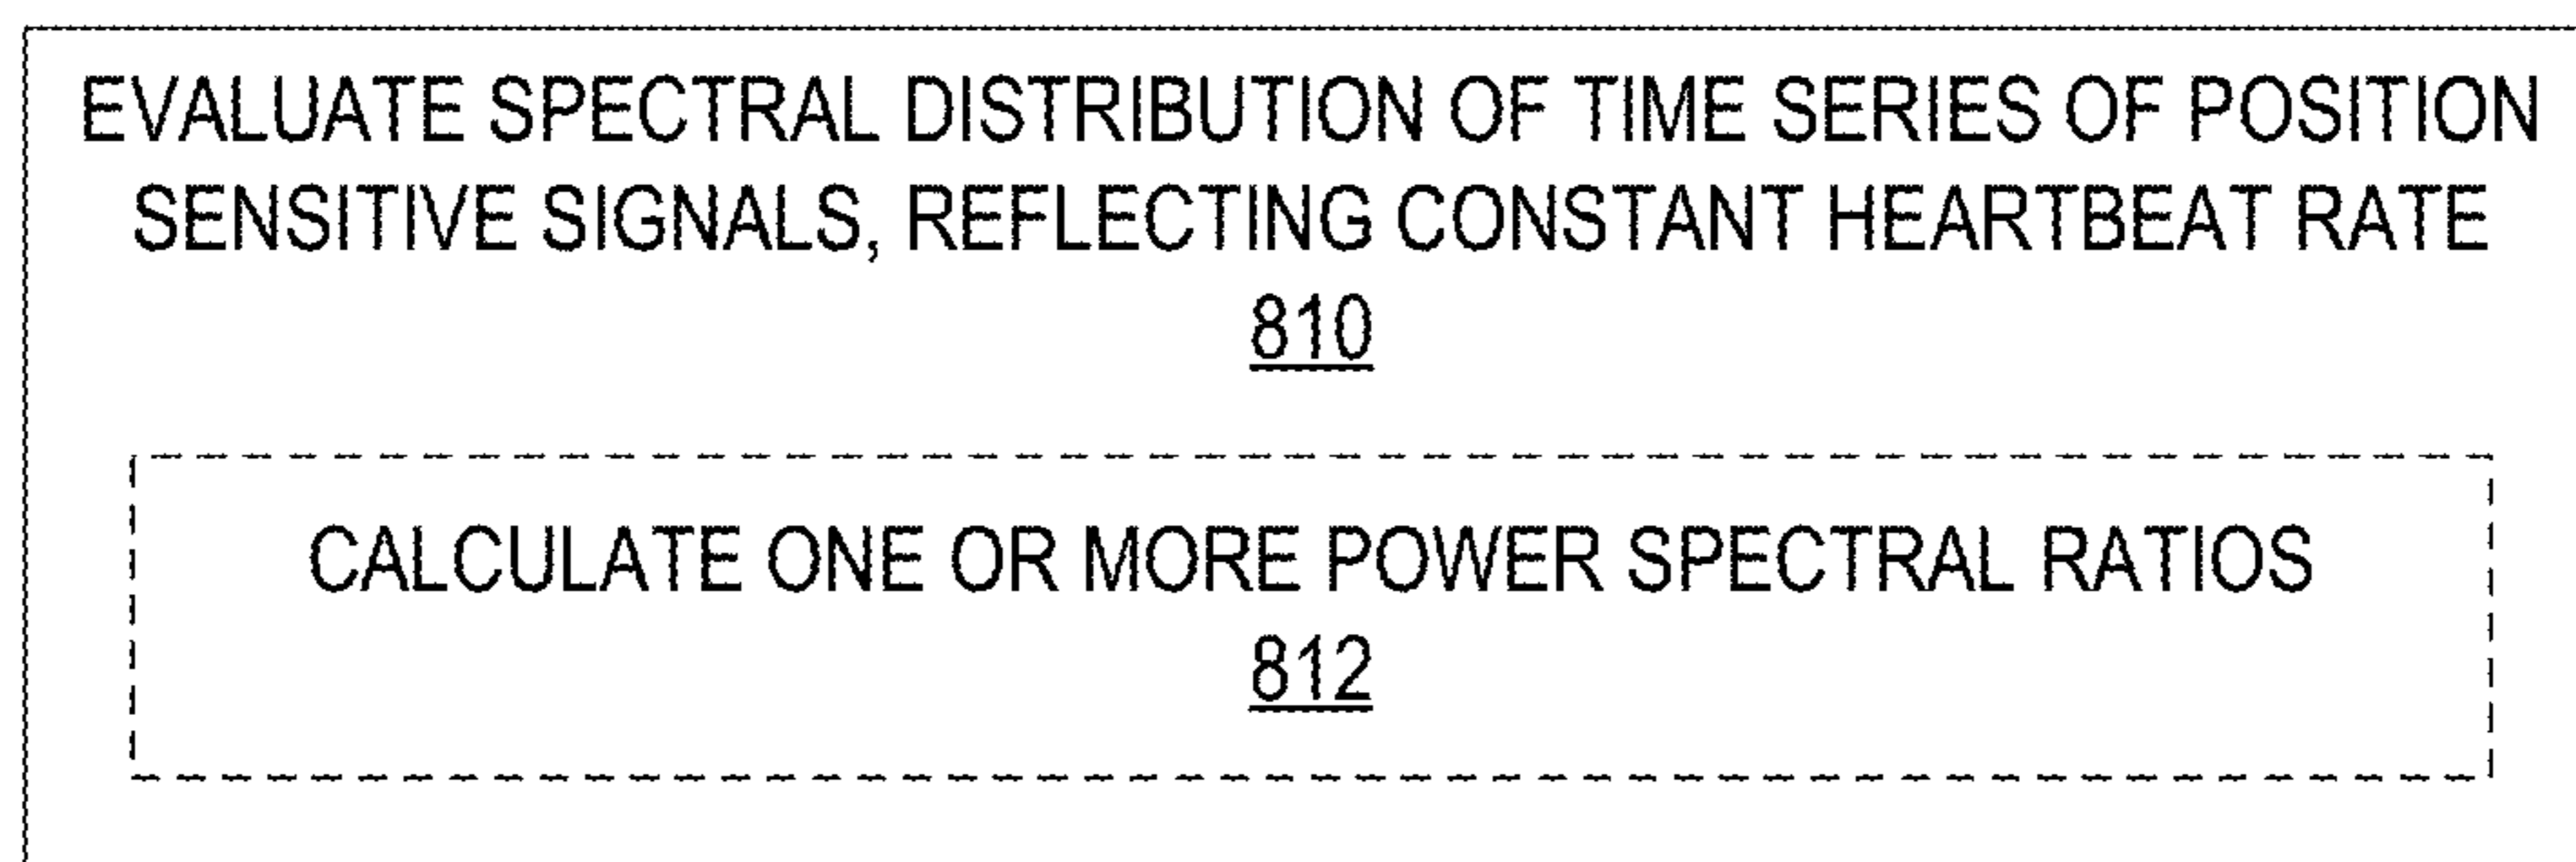 EVALUATE SPECTRAL DISTRIBUTION OF TIME SERIES OF POSITION
SENSITIVE SIGNALS, REFLECTING CONSTANT HEARTBEAT RATE
810
CALCULATE ONE OR MORE POWER SPECTRAL RATIOS
812